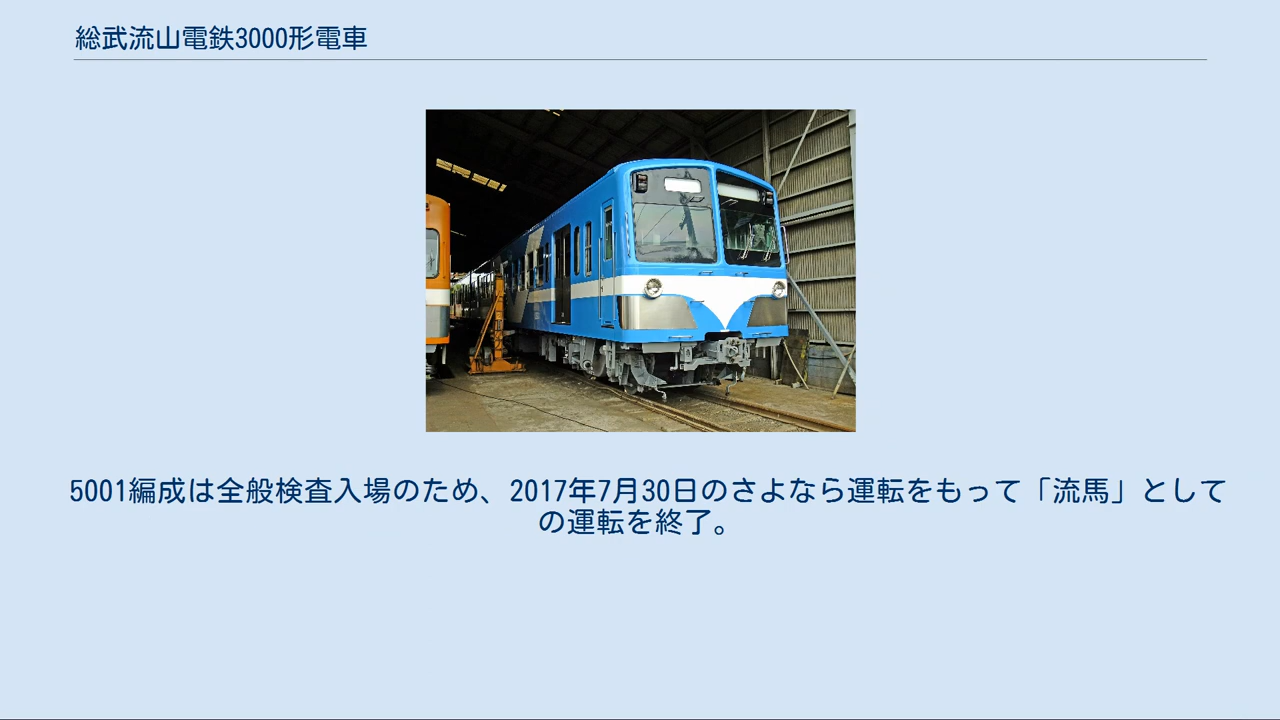 総武流山電鉄3000形電車
5001編成は全般検査入場のため、2017年7月30日のさよなら運転をもって「流馬」として
の運転を終了。